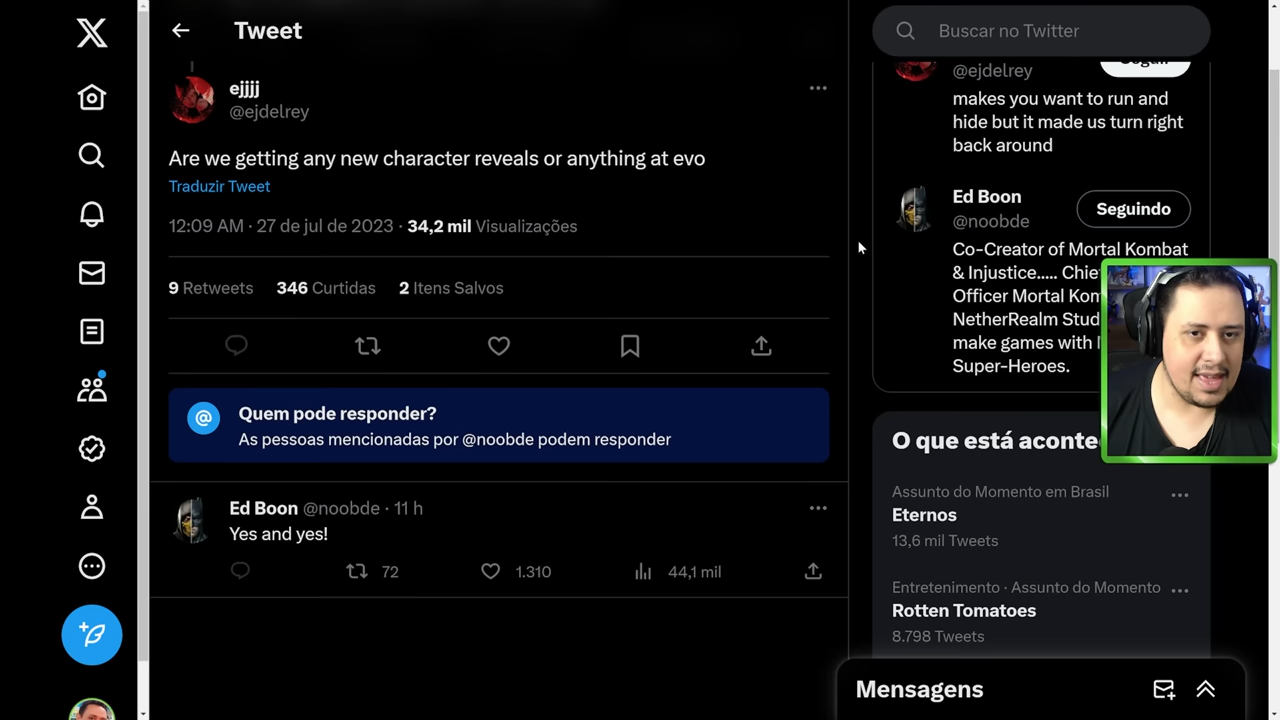 Tweet
Buscar no Twitter
ejjjj
@ejdelrey
Are we getting any new character reveals or anything at evo
Traduzir Tweet
12:09 AM · 27 de jul de 2023 · 34,2 mil Visualizações
9 Retweets 346 Curtidas 2 Itens Salvos
Quem pode responder?
As pessoas mencionadas por @noobde podem responder
Ed Boon @noobde · 11 h
Yes and yes!
72 1.310 44,1 mil
@ejdelrey
makes you want to run and
hide but it made us turn right
back around
Ed Boon
@noobde
Seguindo
Co-Creator of Mortal Kombat
& Injustice..... Chie
Officer Mortal Kom
NetherRealm Stud
make games with
Super-Heroes.
O que está aconte
Assunto do Momento em Brasil
Eternos
13,6 mil Tweets
Entretenimento · Assunto do Momento
Rotten Tomatoes
8.798 Tweets
Mensagens